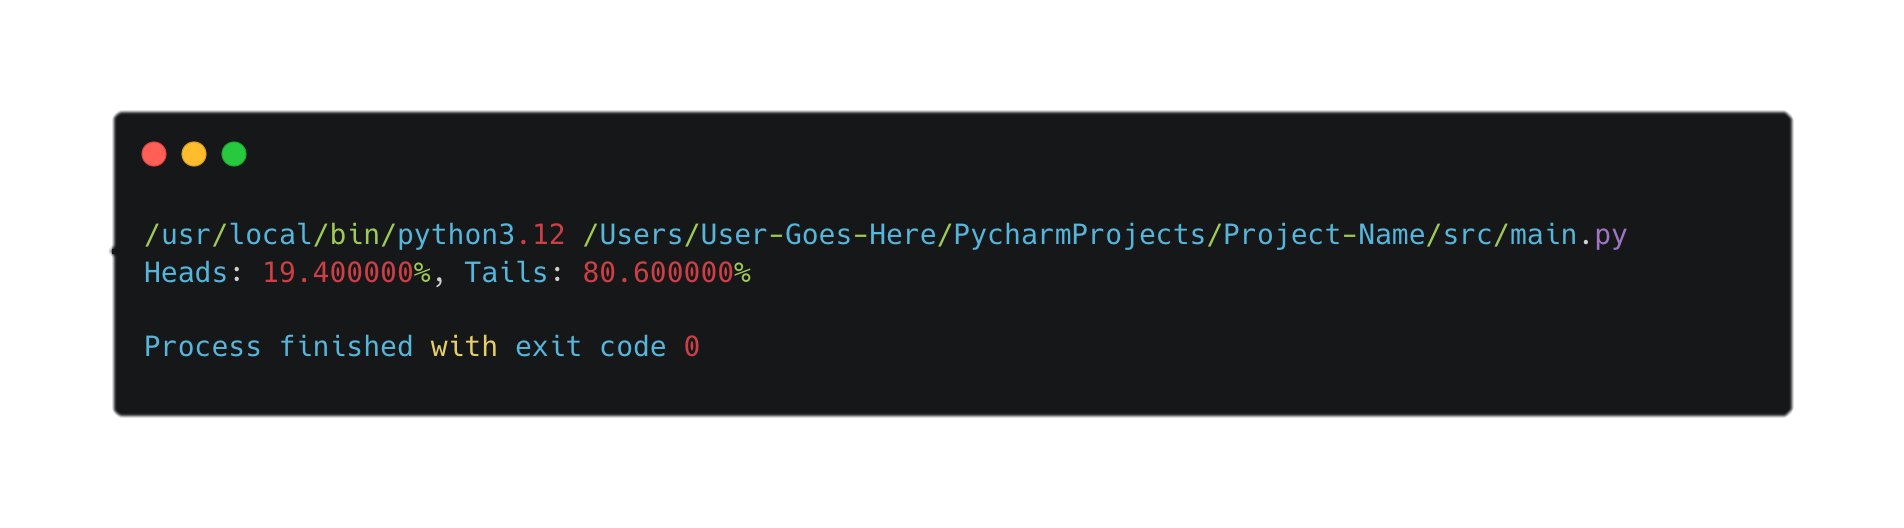 /usr/local/bin/python3.12 /Users/User-Goes-Here/PycharmProjects/Project-Name/src/main.py
Heads: 19.400000%, Tails: 80.600000%
Process finished with exit code 0